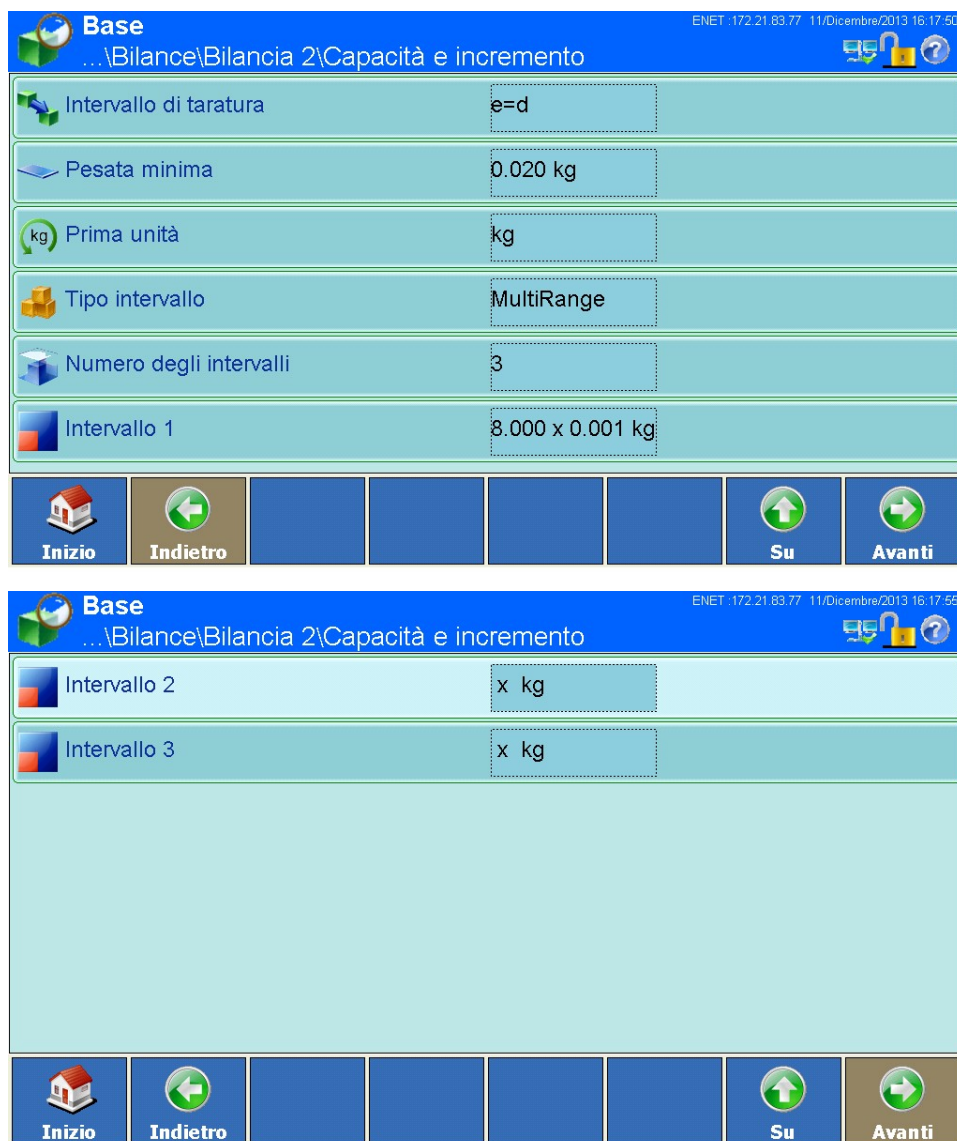 Base
ENET :172.21.83.77 11/Dicembre/2013 16:17:50
...\Bilance\Bilancia 2\Capacità e incremento
Intervallo di taratura e=d
Pesata minima 0.020 kg
kg Prima unità kg
Tipo intervallo MultiRange
Numero degli intervalli 3
Intervallo 1 8.000 x 0.001 kg
Inizio Indietro Su Avanti
Base
ENET :172.21.83.77 11/Dicembre/2013 16:17:55
...\Bilance\Bilancia 2\Capacità e incremento
Intervallo 2 x kg
Intervallo 3 x kg
Inizio Indietro Su Avanti